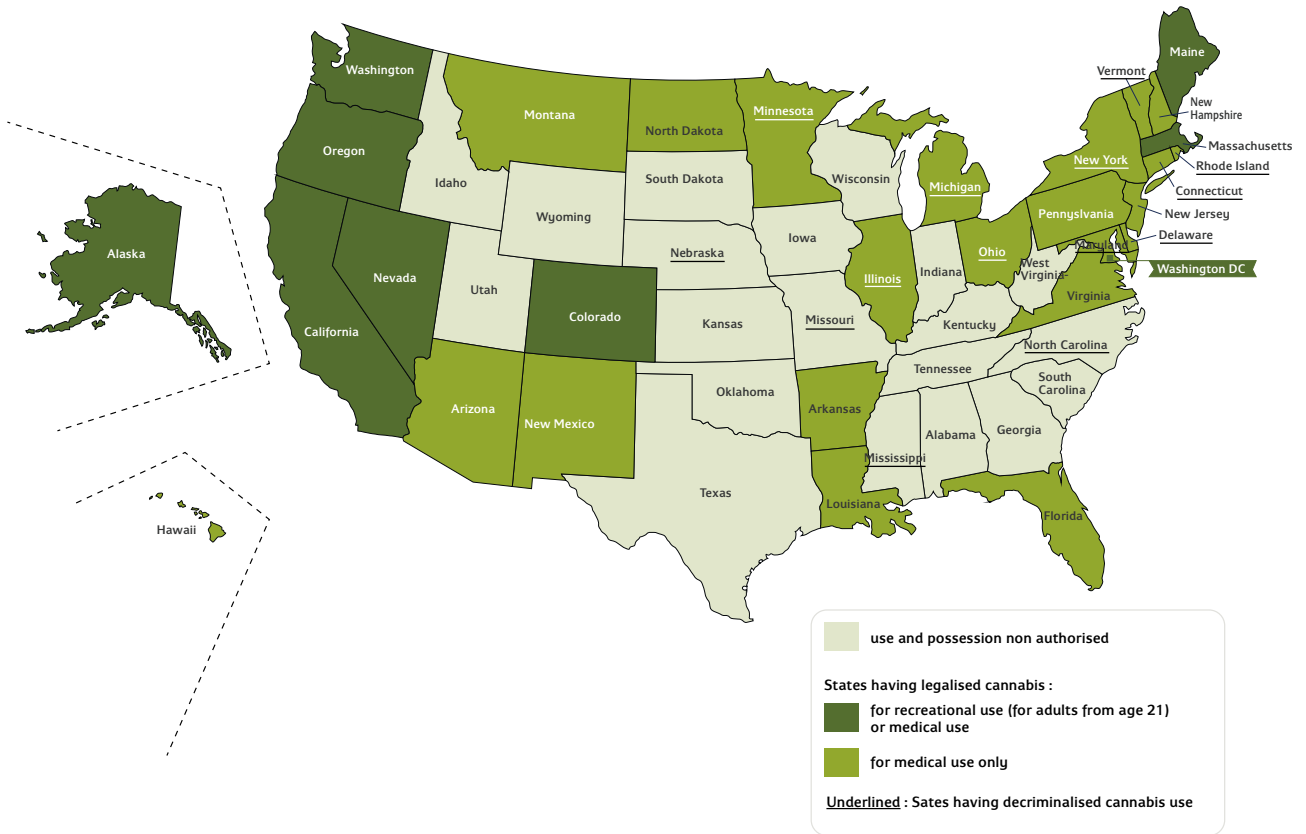 Washington
Montana
North Dakota
Minnesota
Vermont
Maine
New
Hampshire
Massachusetts
Rhode Island
Connecticut
New Jersey
Delaware
Washington DC
Oregon
Idaho
South Dakota
Wisconsin
Michigan
New York
Pennyslvania
Wyoming
Iowa
Nebraska
Ohio
Maryland
Alaska
Nevada
Utah
Colorado
Illinois
Indiana
West
Virginia
Virginia
California
Kansas
Missouri
Kentucky
North Carolina
Tennessee
South
Carolina
Oklahoma
Arkansas
Arizona
New Mexico
Mississippi
Alabama
Georgia
Texas
Louisiana
Florida
Hawaii
use and possession non authorised
States having legalised cannabis :
for recreational use (for adults from age 21)
or medical use
for medical use only
Underlined : Sates having decriminalised cannabis use